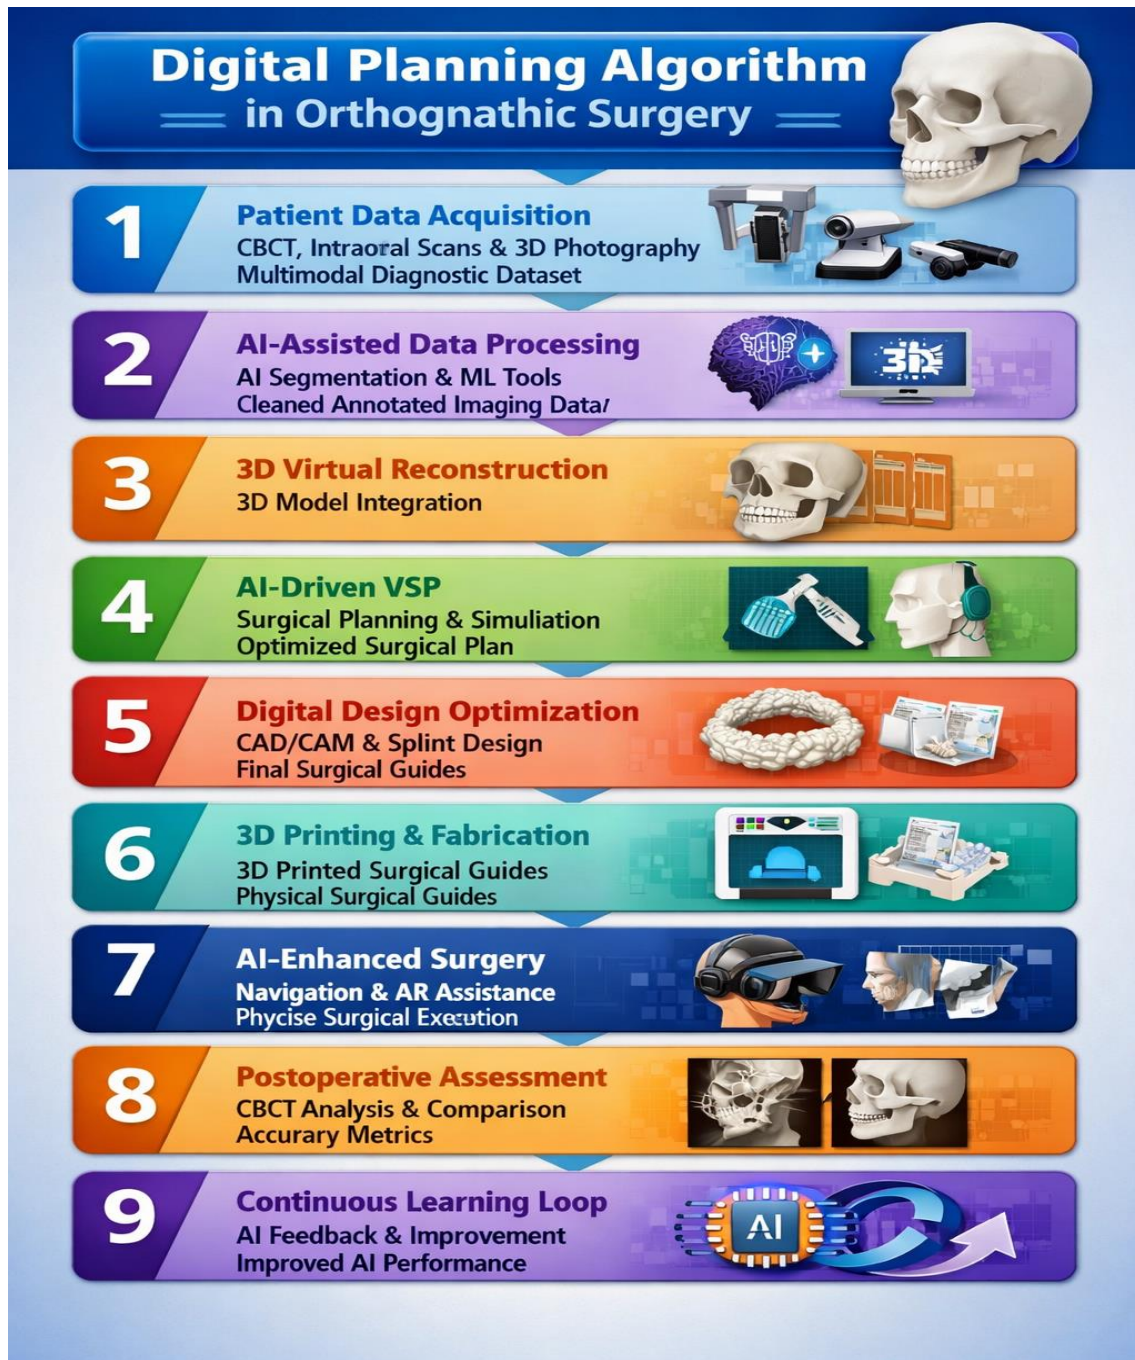 Digital Planning Algorithm
in Orthognathic Surgery
1
Patient Data Acquisition
CBCT, Intraoral Scans & 3D Photography
Multimodal Diagnostic Dataset
2
AI-Assisted Data Processing
AI Segmentation & ML Tools
Cleaned Annotated Imaging Data/
3D
3
3D Virtual Reconstruction
3D Model Integration
4
AI-Driven VSP
Surgical Planning & Simuliation
Optimized Surgical Plan
5
Digital Design Optimization
CAD/CAM & Splint Design
Final Surgical Guides
6
3D Printing & Fabrication
3D Printed Surgical Guides
Physical Surgical Guides
7
AI-Enhanced Surgery
Navigation & AR Assistance
Phycise Surgical Execution
8
Postoperative Assessment
CBCT Analysis & Comparison
Accurary Metrics
9
Continuous Learning Loop
AI Feedback & Improvement
Improved AI Performance
AI